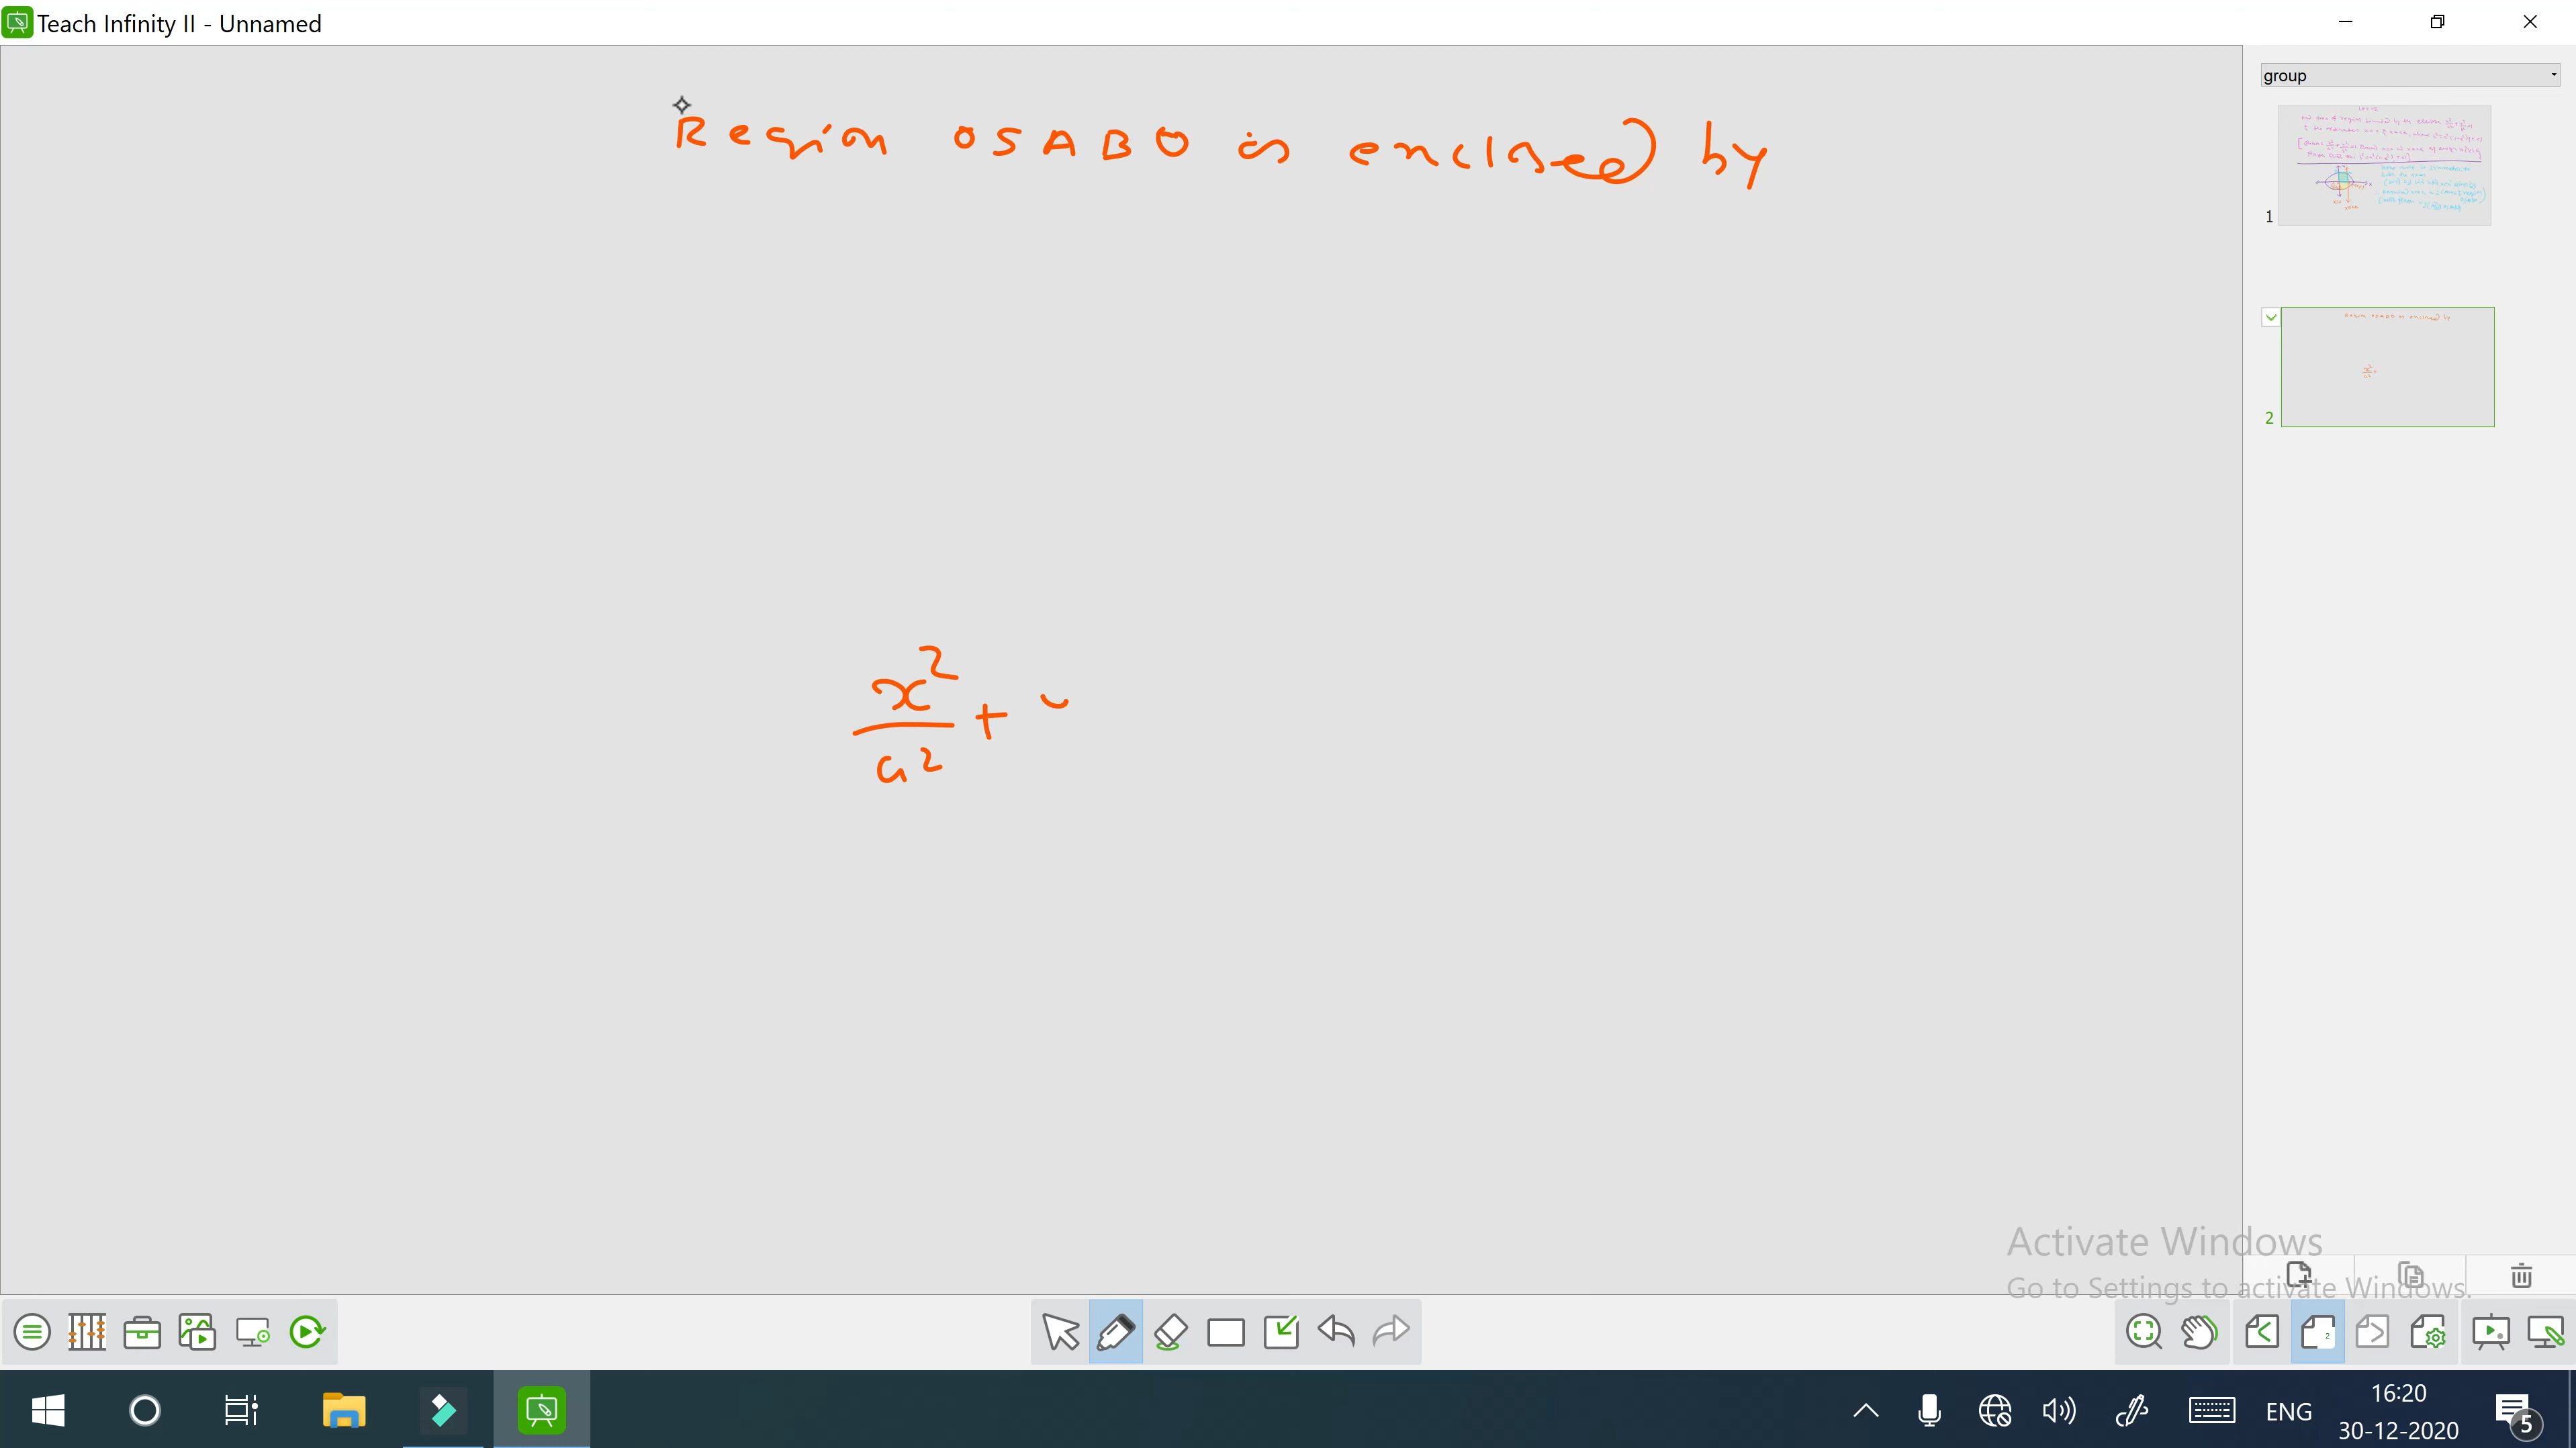 Teach Infinity II - Unnamed
group
Region OSABO is enclosed by
1
2
x²/a² +
Activate Windows
Go to Settings to activate Windows.
2
ENG
16:20
30-12-2020
5